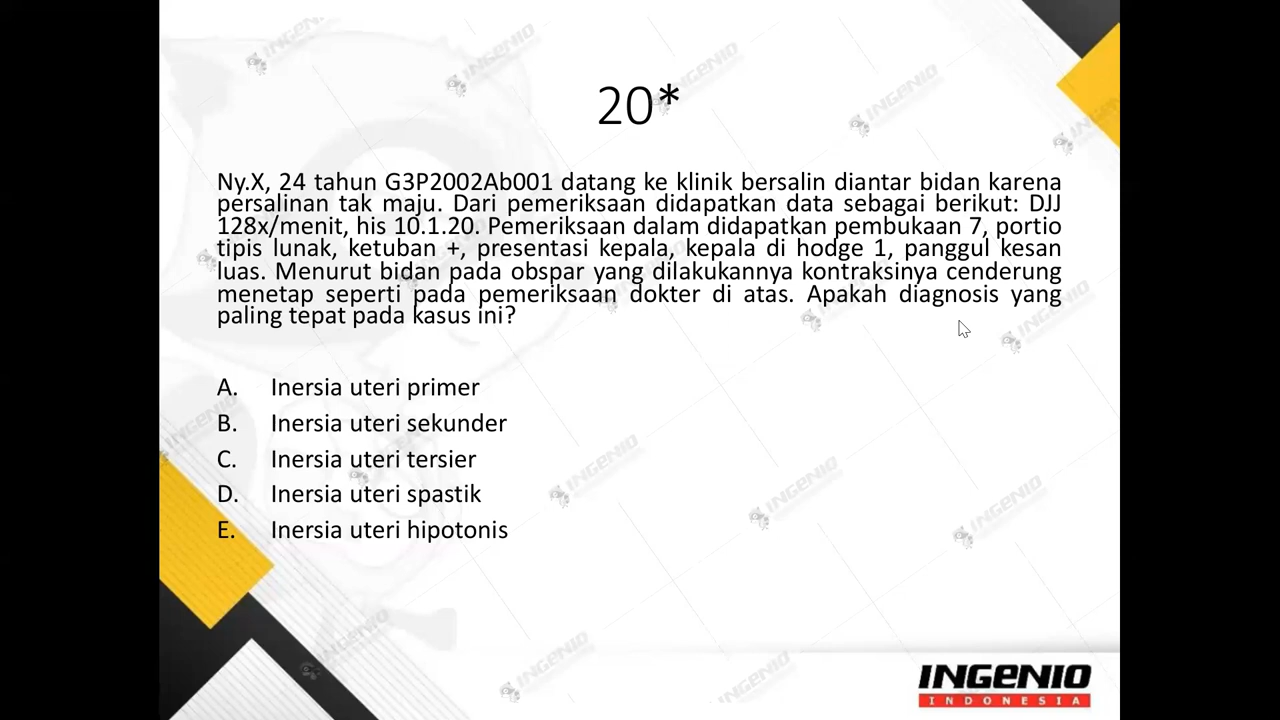 20*
Ny.X, 24 tahun G3P2002Ab001 datang ke klinik bersalin diantar bidan karena
persalinan tak maju. Dari pemeriksaan didapatkan data sebagai berikut: DJJ
128x/menit, his 10.1.20. Pemeriksaan dalam didapatkan pembukaan 7, portio
tipis lunak, ketuban +, presentasi kepala, kepala di hodge 1, panggul kesan
luas. Menurut bidan pada obspar yang dilakukannya kontraksinya cenderung
menetap seperti pada pemeriksaan dokter di atas. Apakah diagnosis yang
paling tepat pada kasus ini?
A. Inersia uteri primer
B. Inersia uteri sekunder
C. Inersia uteri tersier
D. Inersia uteri spastik
E. Inersia uteri hipotonis
INGENIO
INDONESIA